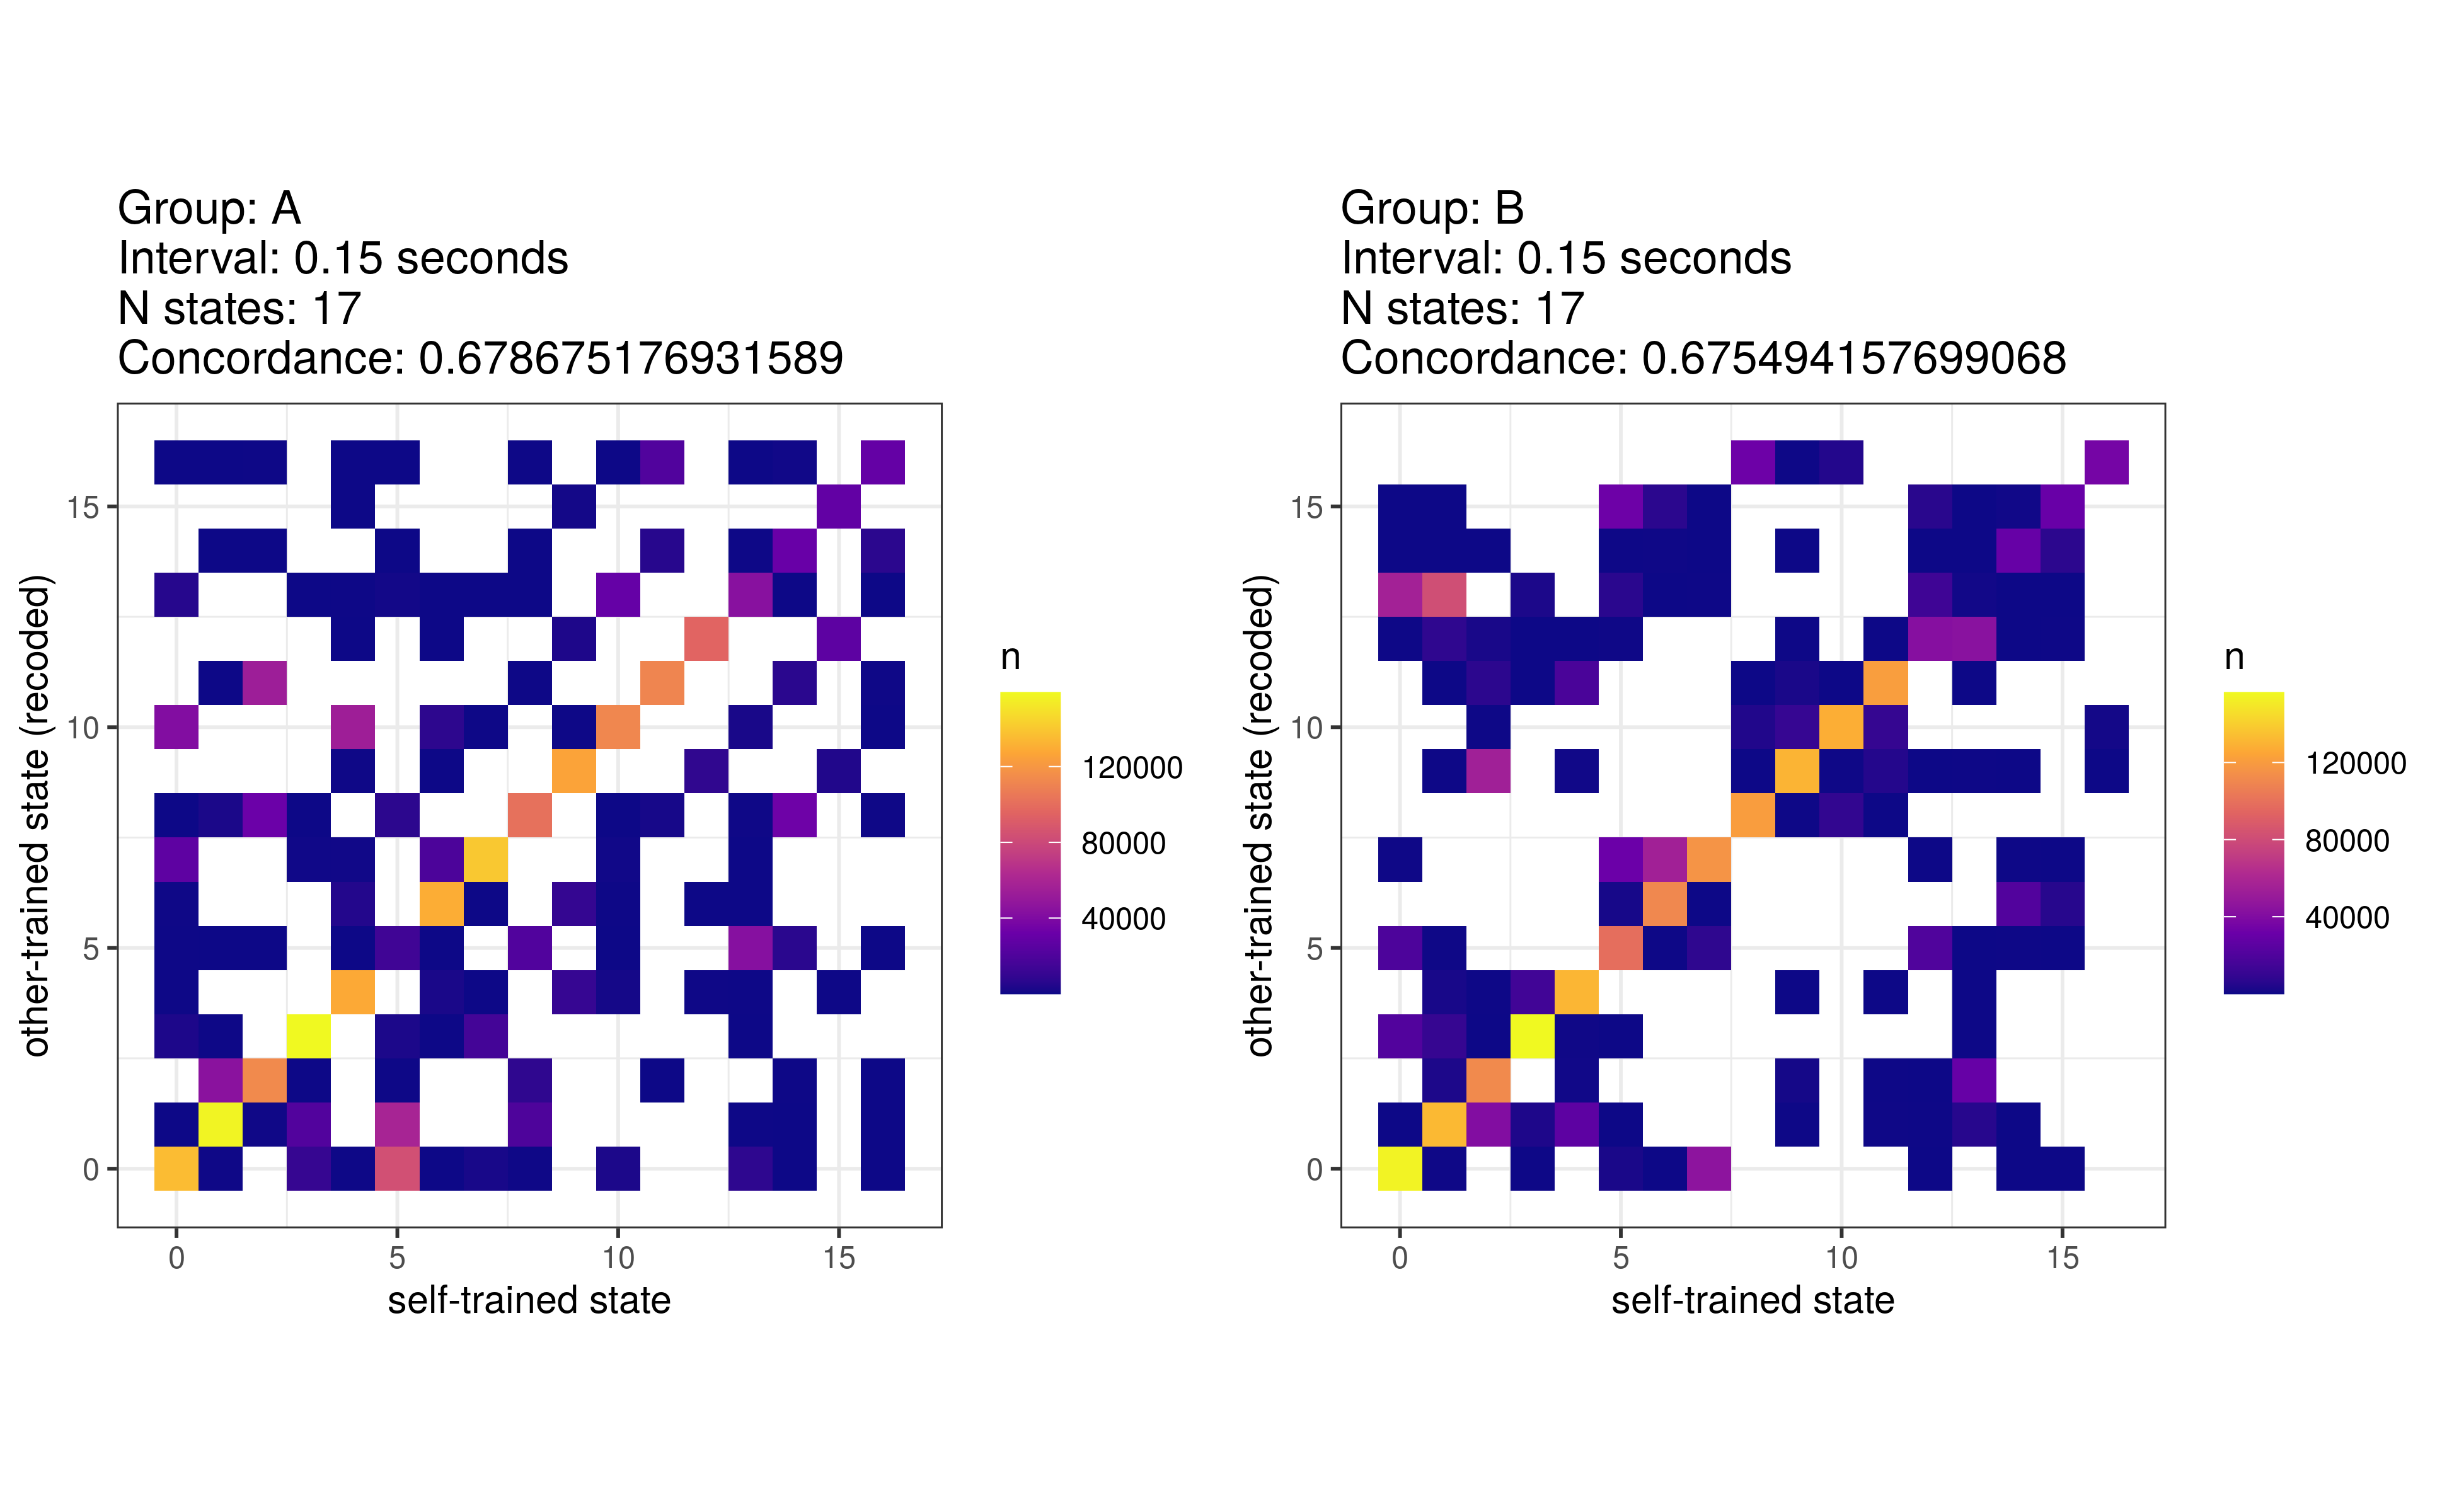 Group: A
Interval: 0.15 seconds
N states: 17
Concordance: 0.678675176931589
other-trained state (recoded)
15
10
5
0
0 5 10 15
self-trained state
n
120000
80000
40000
Group: B
Interval: 0.15 seconds
N states: 17
Concordance: 0.675494157699068
other-trained state (recoded)
15
10
5
0
0 5 10 15
self-trained state
n
120000
80000
40000